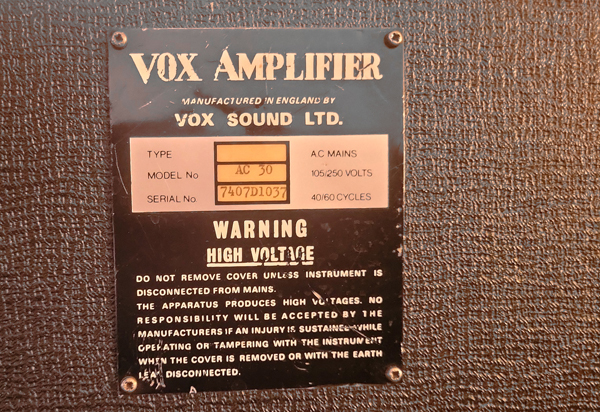 VOX AMPLIFIER
MANUFACTURED IN ENGLAND BY
VOX SOUND LTD.
TYPE A.C MAINS
MODEL No AC 30 105/250 VOLTS
SERIAL No 7407D1037 40/60 CYCLES
WARNING
HIGH VOLTAGE
DO NOT REMOVE COVER UNLESS INSTRUMENT IS
DISCONNECTED FROM MAINS.
THE APPARATUS PRODUCES HIGH VOLTAGES. NO
RESPONSIBILITY WILL BE ACCEPTED BY THE
MANUFACTURERS IF AN INJURY IS SUSTAINED WHILE
OPERATING OR TAMPERING WITH THE INSTRUMENT
WHEN THE COVER IS REMOVED OR WITH THE EARTH
LEAD DISCONNECTED.